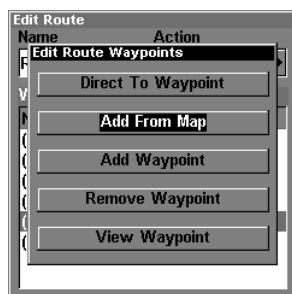 Edit Route
Name Action
Edit Route Waypoints
Direct To Waypoint
Add From Map
Add Waypoint
Remove Waypoint
View Waypoint